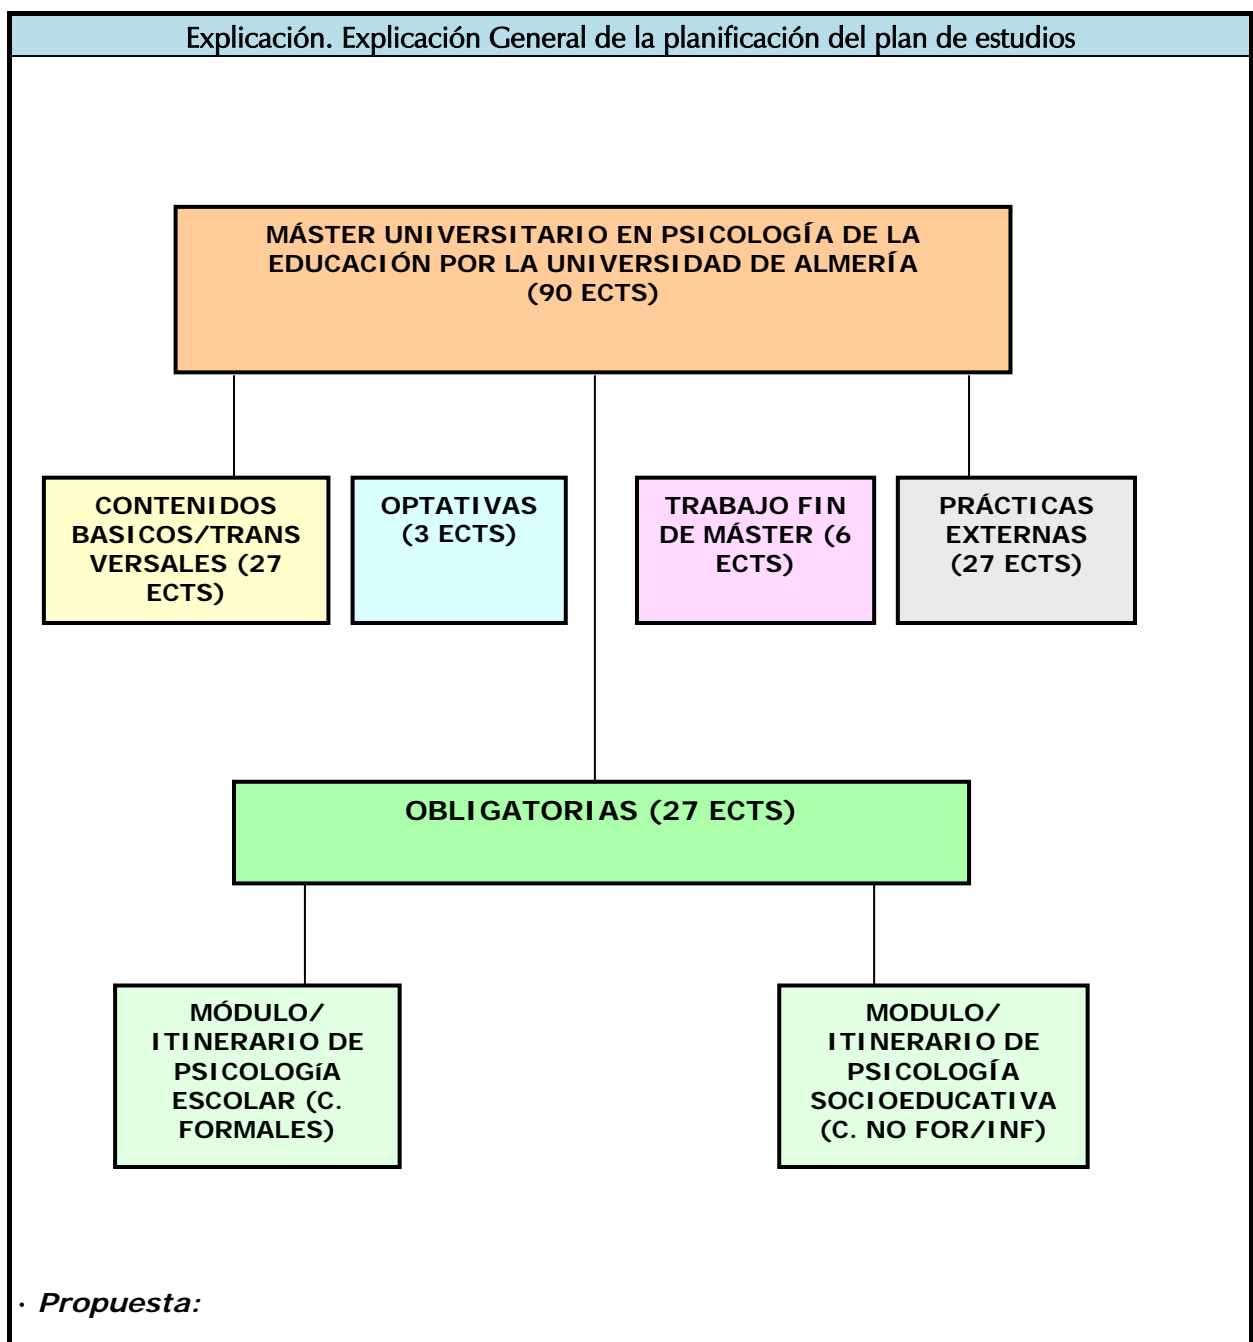 Explicación. Explicación General de la planificación del plan de estudios
MÁSTER UNIVERSITARIO EN PSICOLOGÍA DE LA
EDUCACIÓN POR LA UNIVERSIDAD DE ALMERÍA
(90 ECTS)
CONTENIDOS
BASICOS/TRANS
VERSALES (27
ECTS)
OPTATIVAS
(3 ECTS)
TRABAJO FIN
DE MÁSTER (6
ECTS)
PRÁCTICAS
EXTERNAS
(27 ECTS)
OBLIGATORIAS (27 ECTS)
MÓDULO/
ITINERARIO DE
PSICOLOGíA
ESCOLAR (C.
FORMALES)
MODULO/
ITINERARIO DE
PSICOLOGÍA
SOCIOEDUCATIVA
(C. NO FOR/INF)
· Propuesta: